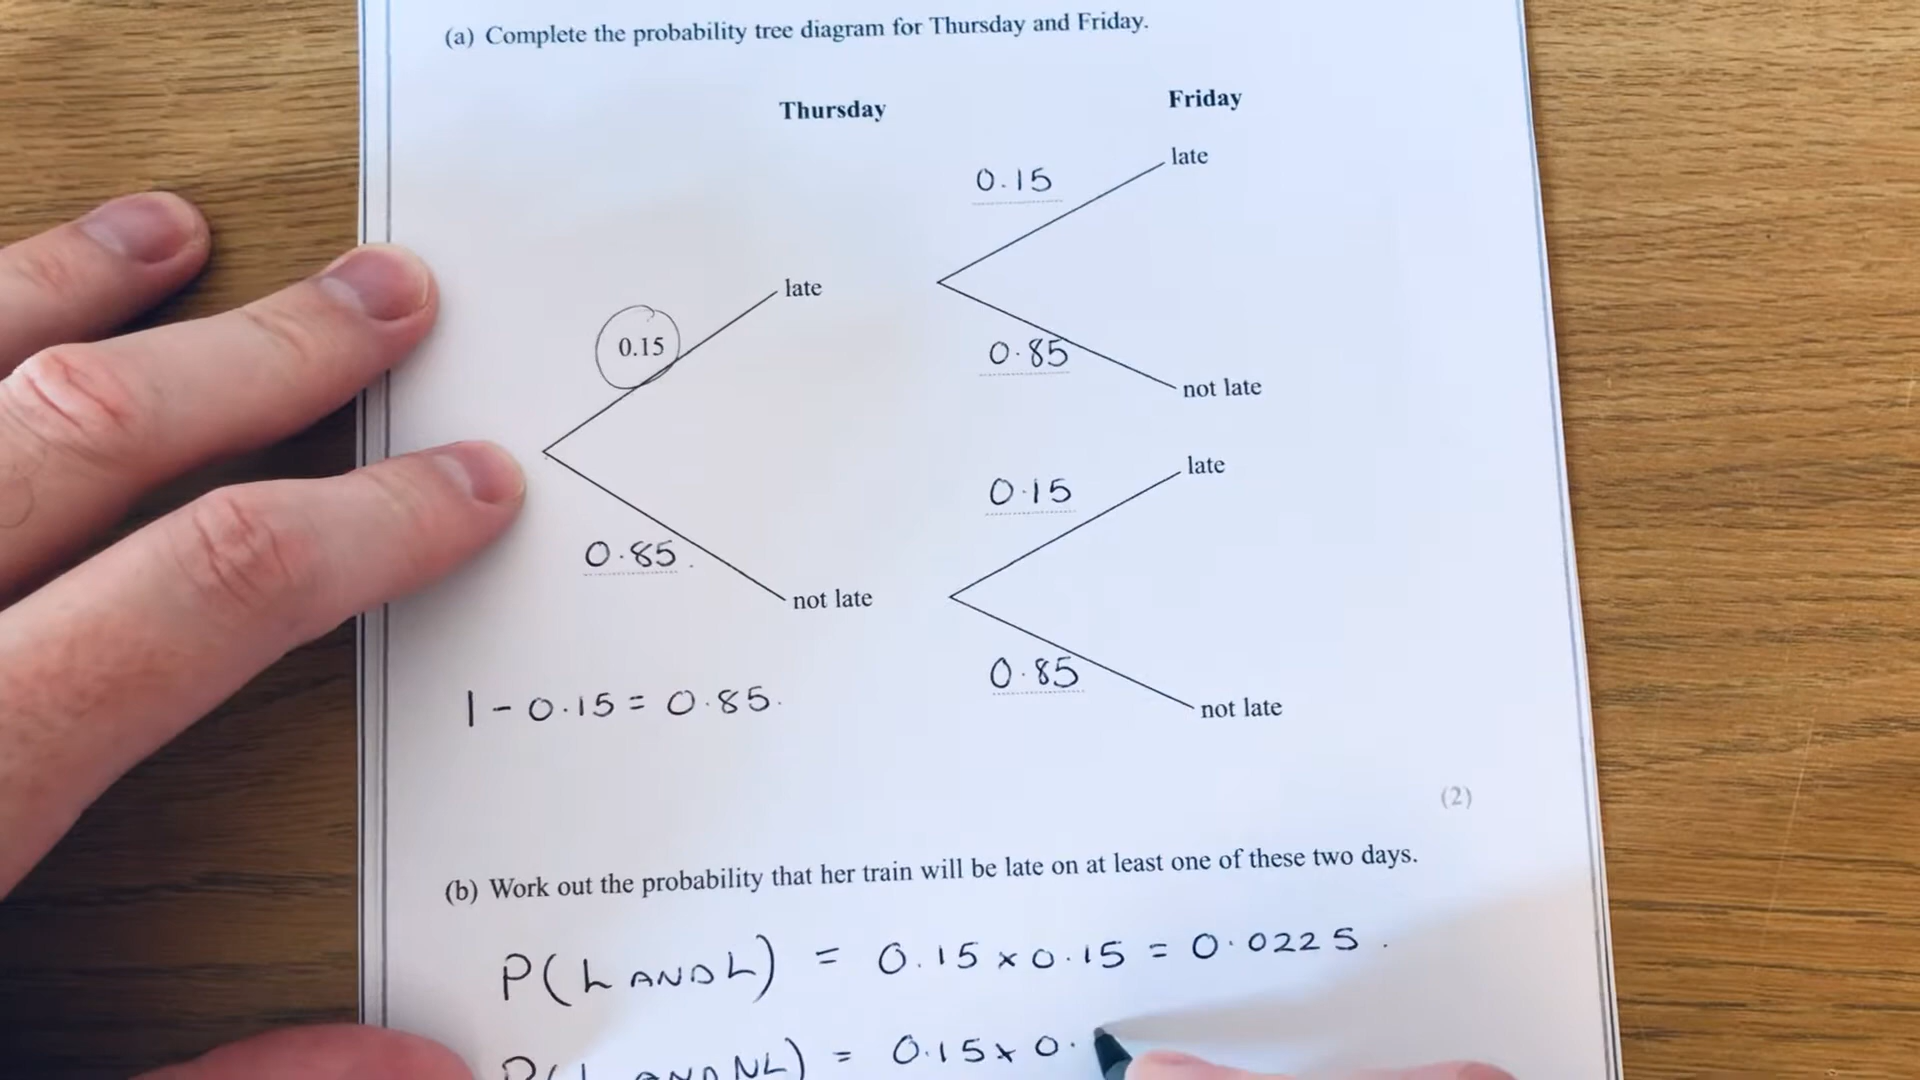 (a) Complete the probability tree diagram for Thursday and Friday.
Thursday
Friday
late
0.15
late
0.15
0.85
not late
late
0.15
0.85
not late
0.85
not late
1 - 0.15 = 0.85.
(2)
(b) Work out the probability that her train will be late on at least one of these two days.
P(L AND L) = 0.15 × 0.15 = 0.0225.
P(L AND NL) = 0.15 × 0.